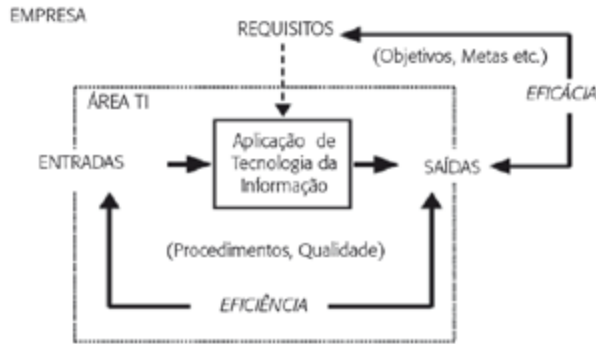 EMPRESA
REQUISITOS
(Objetivos, Metas etc.)
EFICÁCIA
ÁREA TI
ENTRADAS
Aplicação de
Tecnologia da
Informação
SAÍDAS
(Procedimentos, Qualidade)
EFICIÊNCIA